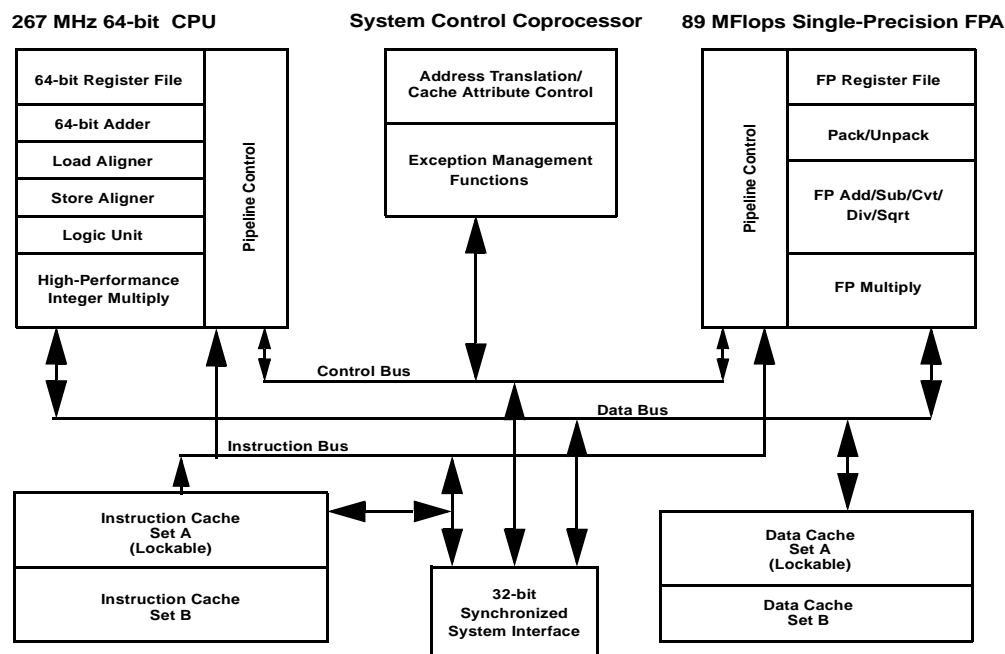 267 MHz 64-bit CPU
System Control Coprocessor
89 MFlops Single-Precision FPA
64-bit Register File
64-bit Adder
Load Aligner
Store Aligner
Logic Unit
High-Performance
Integer Multiply
Pipeline Control
Address Translation/
Cache Attribute Control
Exception Management
Functions
Pipeline Control
FP Register File
Pack/Unpack
FP Add/Sub/Cvt/
Div/Sqrt
FP Multiply
Control Bus
Data Bus
Instruction Bus
Instruction Cache
Set A
(Lockable)
Instruction Cache
Set B
32-bit
Synchronized
System Interface
Data Cache
Set A
(Lockable)
Data Cache
Set B